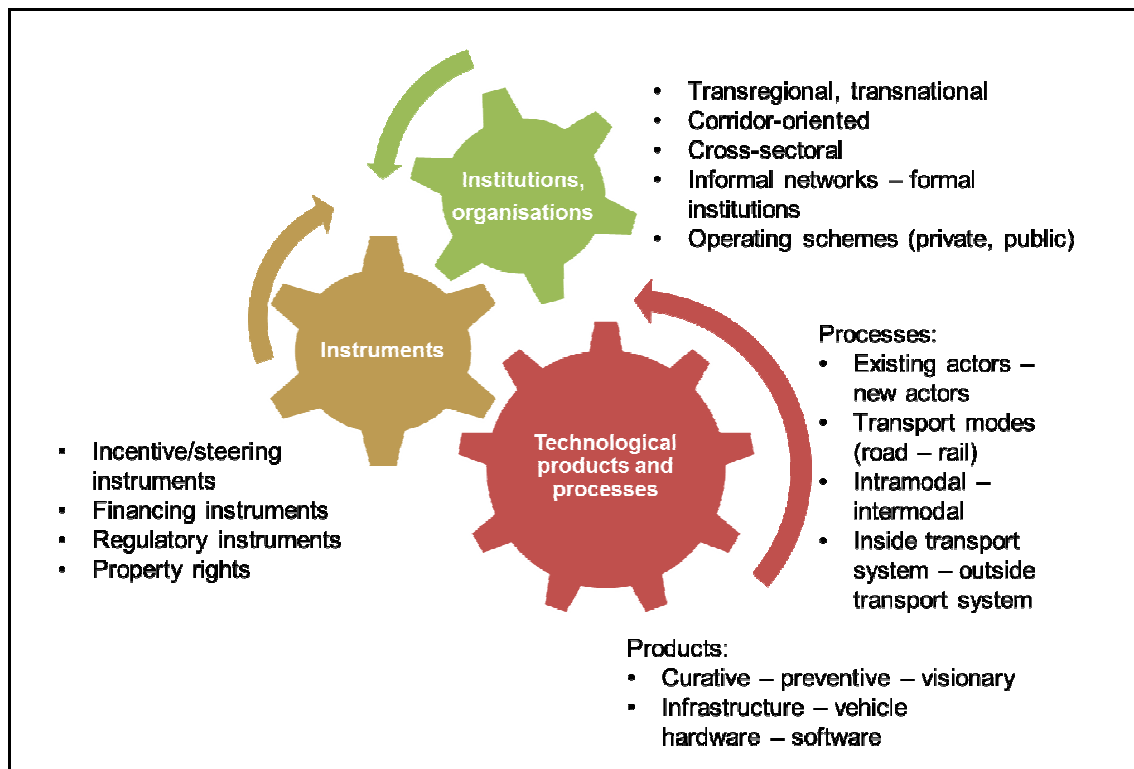 Institutions,
organisations
• Transregional, transnational
• Corridor-oriented
• Cross-sectoral
• Informal networks – formal
institutions
• Operating schemes (private, public)
Instruments
▪ Incentive/steering
instruments
• Financing instruments
• Regulatory instruments
• Property rights
Technological
products and
processes
Processes:
• Existing actors –
new actors
• Transport modes
(road – rail)
• Intramodal –
intermodal
• Inside transport
system – outside
transport system
Products:
• Curative – preventive – visionary
• Infrastructure – vehicle
hardware – software